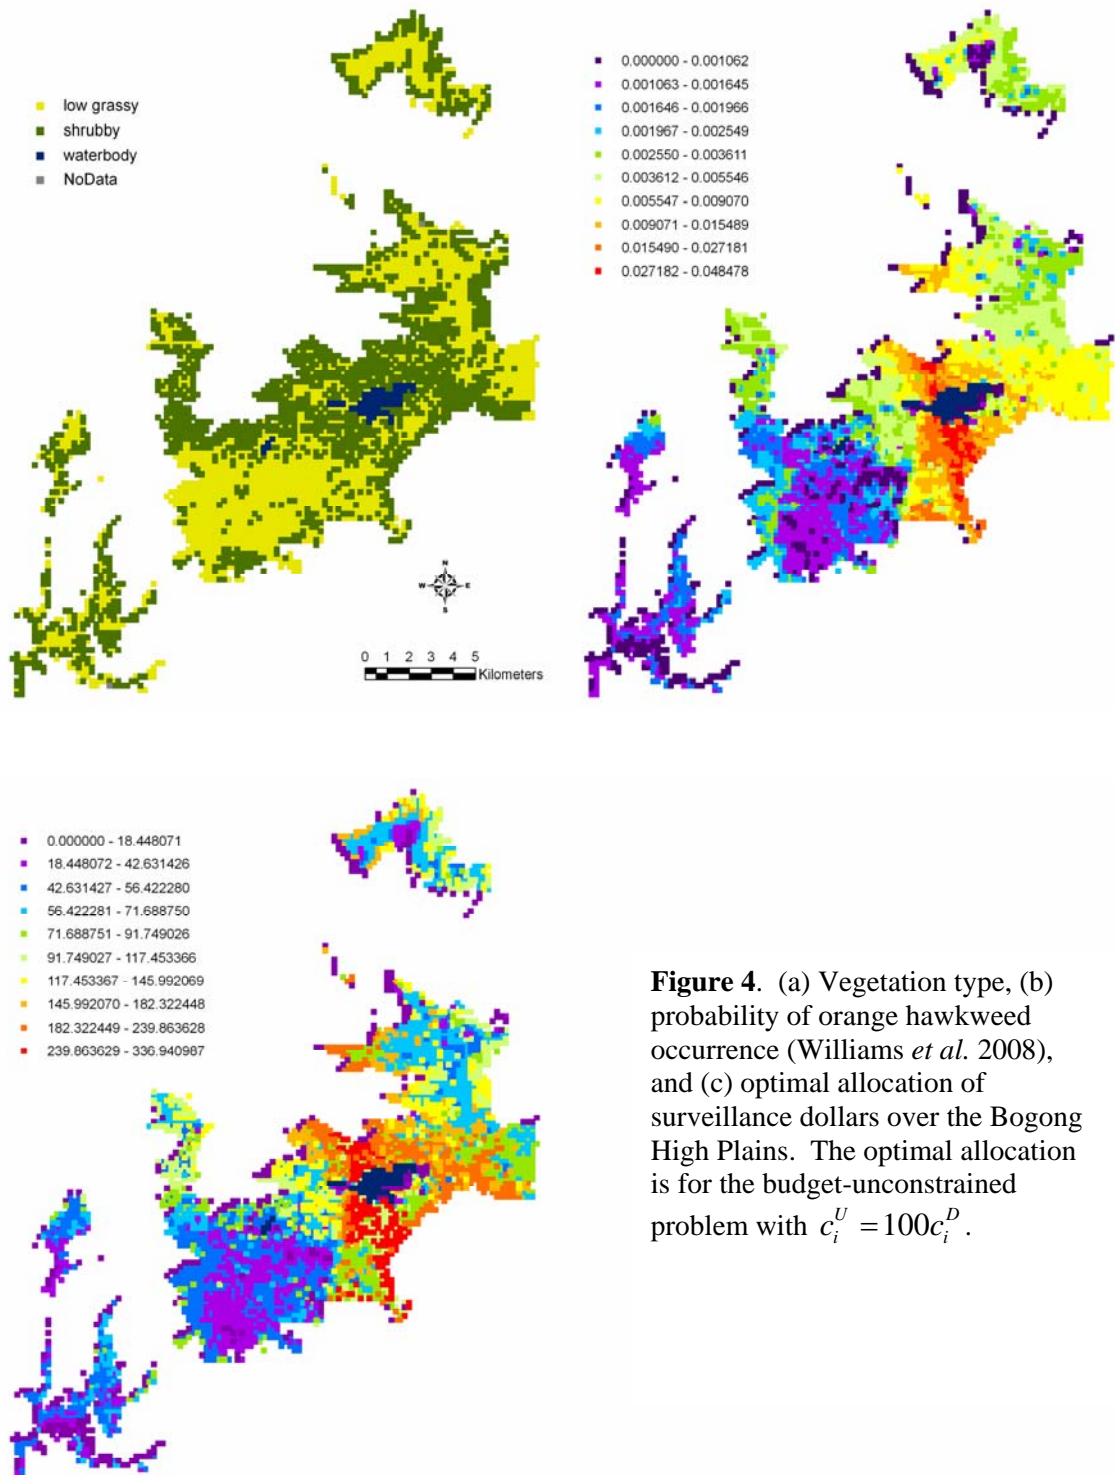 low grassy
shrubby
waterbody
NoData
N
W E
S
0 1 2 3 4 5
Kilometers
0.000000 - 0.001062
0.001063 - 0.001645
0.001646 - 0.001966
0.001967 - 0.002549
0.002550 - 0.003611
0.003612 - 0.005546
0.005547 - 0.009070
0.009071 - 0.015489
0.015490 - 0.027181
0.027182 - 0.048478
0.000000 - 18.448071
18.448072 - 42.631426
42.631427 - 56.422280
56.422281 - 71.688750
71.688751 - 91.749026
91.749027 - 117.453366
117.453367 - 145.992069
145.992070 - 182.322448
182.322449 - 239.863628
239.863629 - 336.940987
Figure 4. (a) Vegetation type, (b)
probability of orange hawkweed
occurrence (Williams et al. 2008),
and (c) optimal allocation of
surveillance dollars over the Bogong
High Plains. The optimal allocation
is for the budget-unconstrained
problem with c_i^U = 100c_i^D.